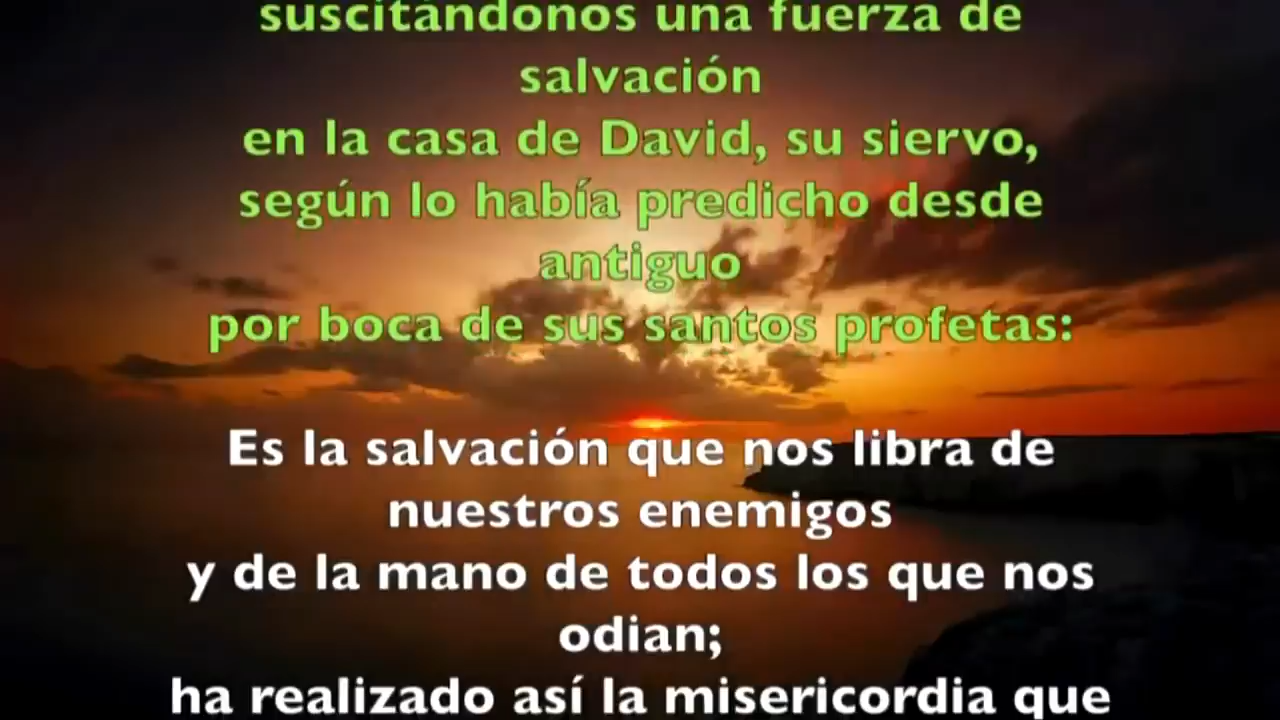 suscitándonos una fuerza de
salvación
en la casa de David, su siervo,
según lo había predicho desde
antiguo
por boca de sus santos profetas:
Es la salvación que nos libra de
nuestros enemigos
y de la mano de todos los que nos
odian;
ha realizado así la misericordia que